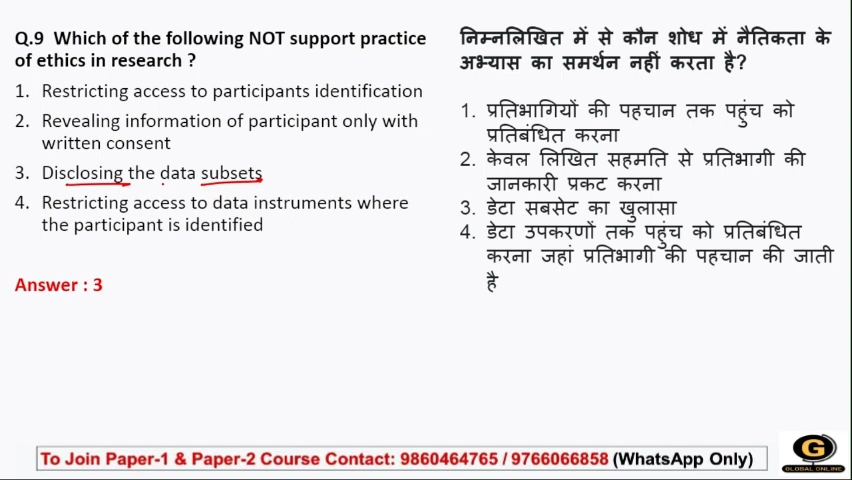 Q.9 Which of the following NOT support practice
of ethics in research ?
1. Restricting access to participants identification
2. Revealing information of participant only with
written consent
3. Disclosing the data subsets
4. Restricting access to data instruments where
the participant is identified
Answer : 3
निम्नलिखित में से कौन शोध में नैतिकता के
अभ्यास का समर्थन नहीं करता है?
1. प्रतिभागियों की पहचान तक पहुंच को
प्रतिबंधित करना
2. केवल लिखित सहमति से प्रतिभागी की
जानकारी प्रकट करना
3. डेटा सबसेट का खुलासा
4. डेटा उपकरणों तक पहुंच को प्रतिबंधित
करना जहां प्रतिभागी की पहचान की जाती
है
To Join Paper-1 & Paper-2 Course Contact: 9860464765 / 9766066858 (WhatsApp Only)
G
GLOBAL ONLINE